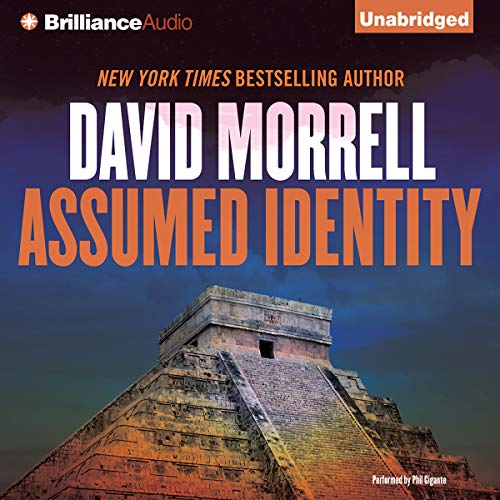 BrillianceAudio
Unabridged
NEW YORK TIMES BESTSELLING AUTHOR
DAVID MORRELL
ASSUMED IDENTITY
Performed by Phil Gigante